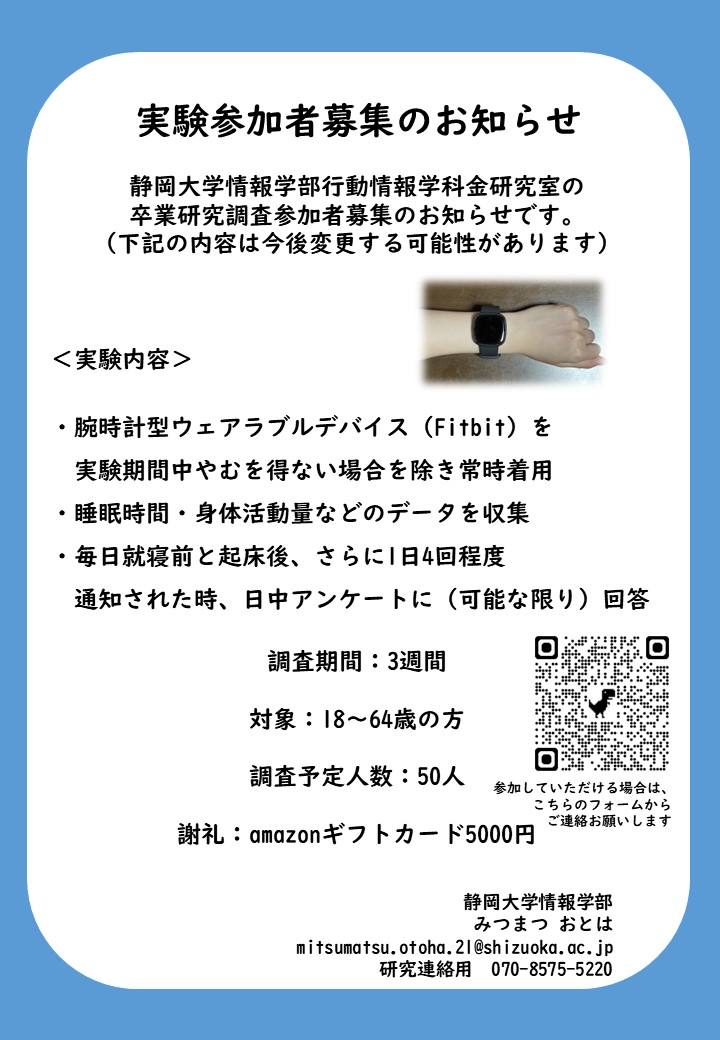 実験参加者募集のお知らせ
静岡大学情報学部行動情報学科金研究室の
卒業研究調査参加者募集のお知らせです。
（下記の内容は今後変更する可能性があります）
＜実験内容＞
・腕時計型ウェアラブルデバイス（Fitbit）を
実験期間中やむを得ない場合を除き常時着用
・睡眠時間・身体活動量などのデータを収集
・毎日就寝前と起床後、さらに1日4回程度
通知された時、日中アンケートに（可能な限り）回答
調査期間：3週間
対象：18～64歳の方
調査予定人数：50人
謝礼：amazonギフトカード5000円
参加していただける場合は、
こちらのフォームから
ご連絡お願いします
静岡大学情報学部
みつまつ おとは
mitsumatsu.otoha.21@shizuoka.ac.jp
研究連絡用　070-8575-5220